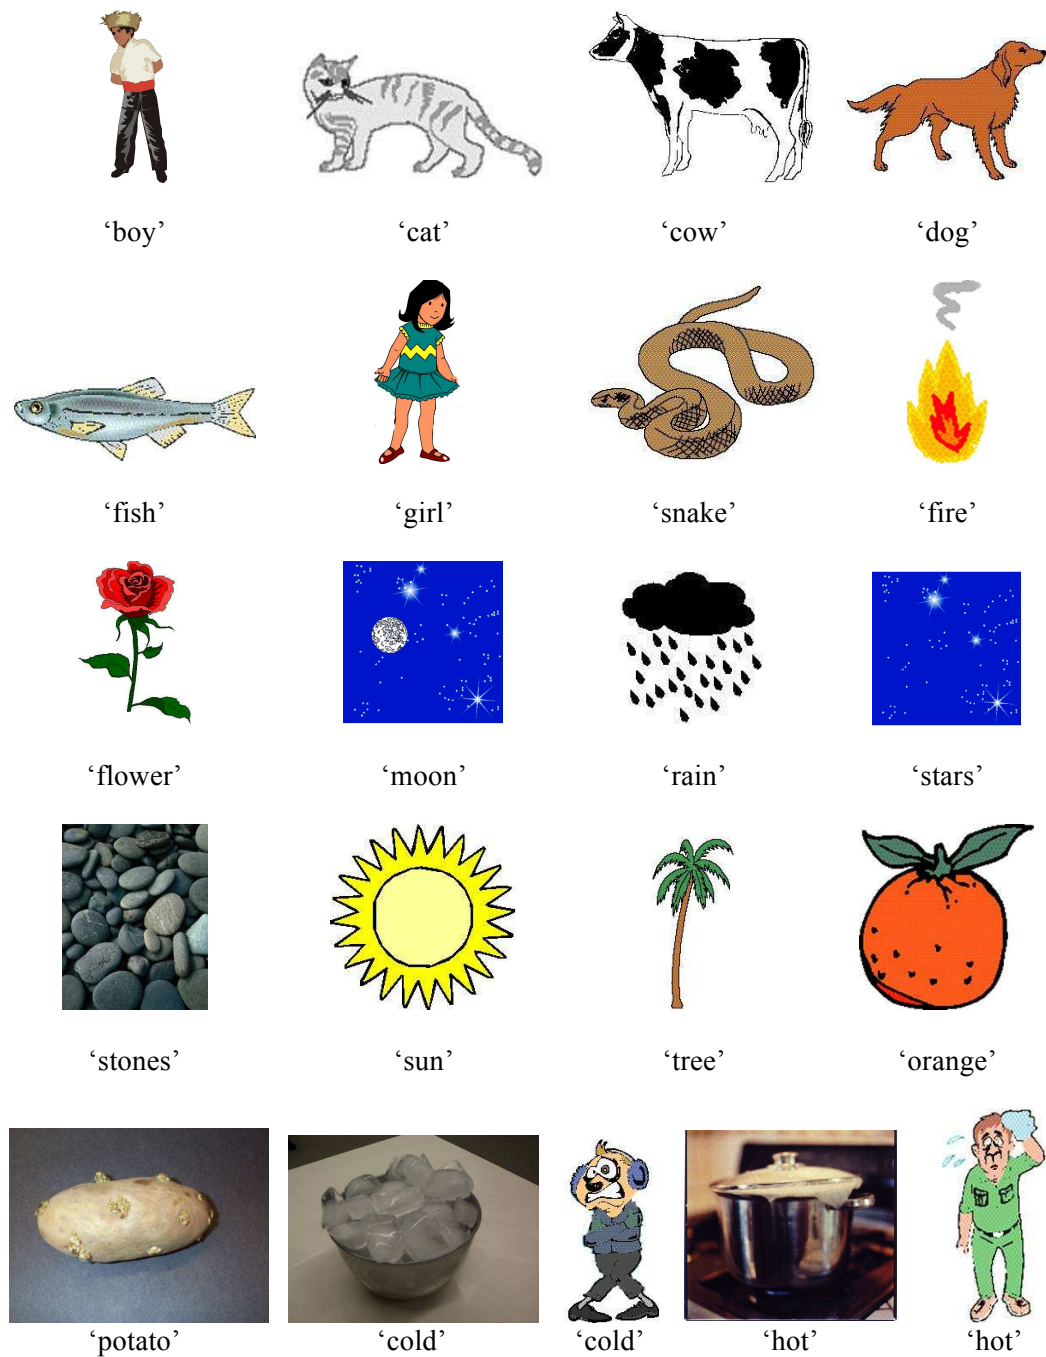 ‘boy’ ‘cat’ ‘cow’ ‘dog’
‘fish’ ‘girl’ ‘snake’ ‘fire’
‘flower’ ‘moon’ ‘rain’ ‘stars’
‘stones’ ‘sun’ ‘tree’ ‘orange’
‘potato’ ‘cold’ ‘cold’ ‘hot’ ‘hot’